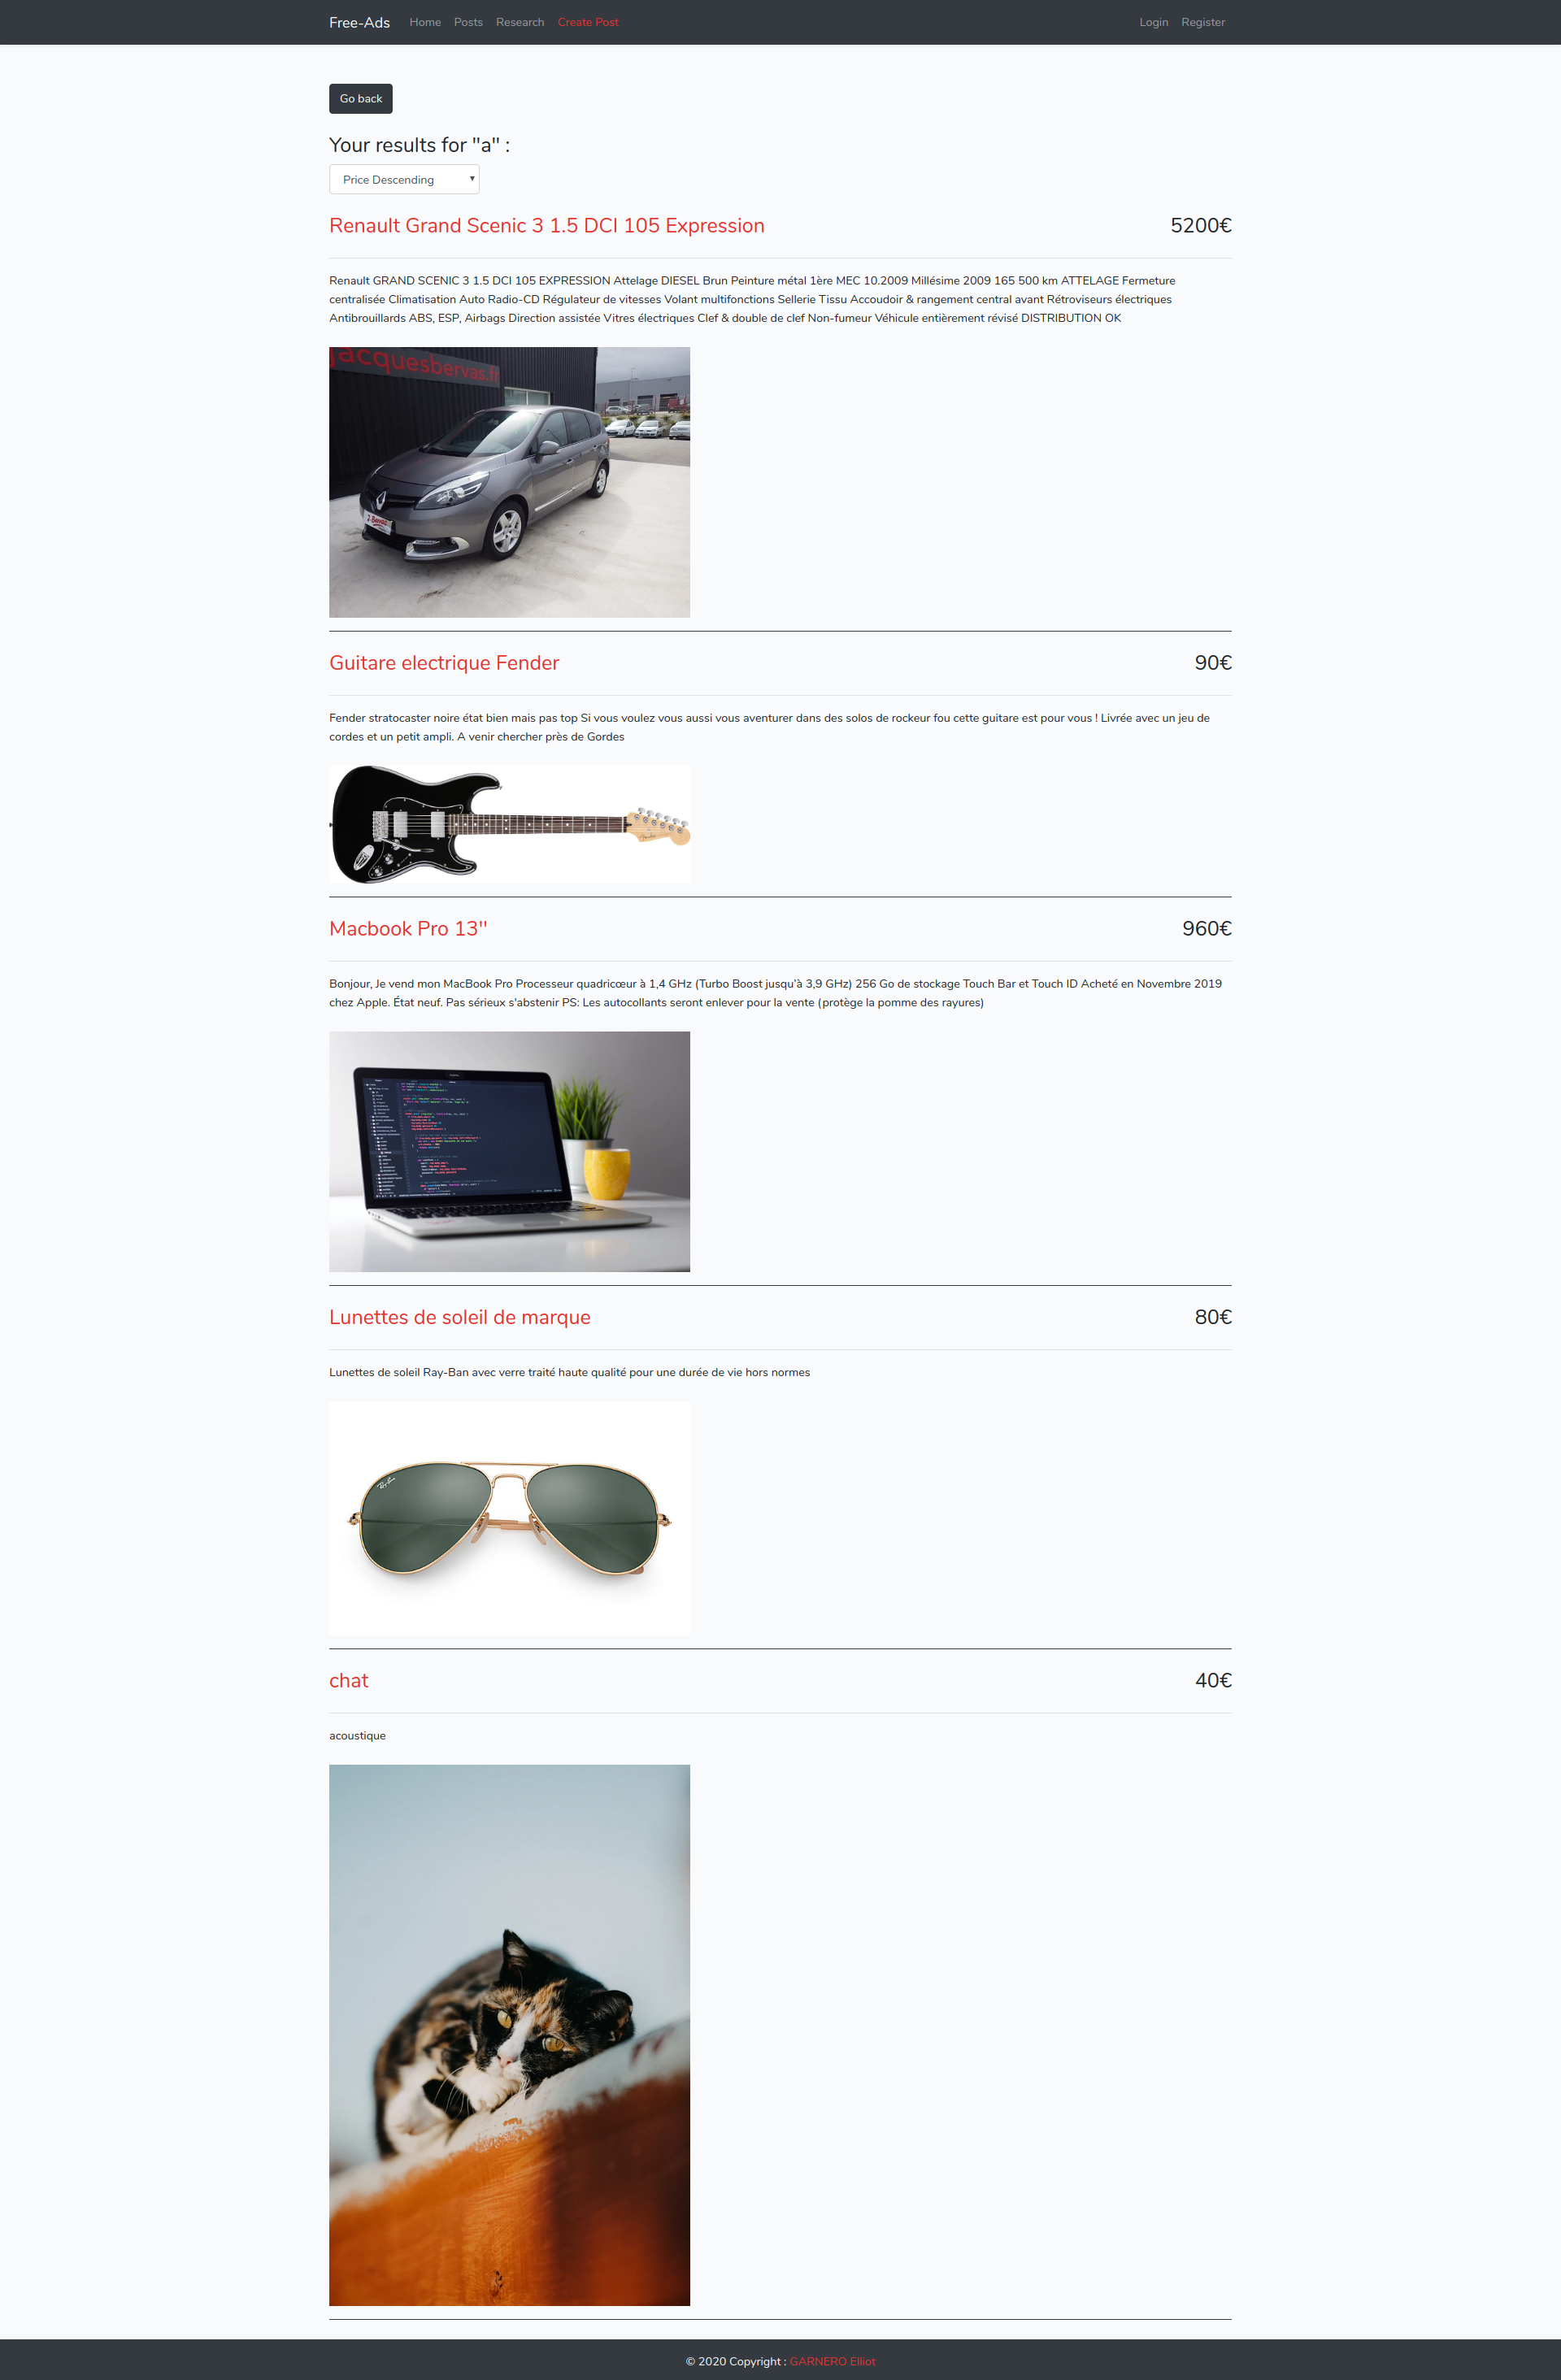 Free-Ads Home Posts Research Create Post Login Register
Go back
Your results for "a" :
Price Descending
Renault Grand Scenic 3 1.5 DCI 105 Expression 5200€
Renault GRAND SCENIC 3 1.5 DCI 105 EXPRESSION Attelage DIESEL Brun Peinture métal 1ère MEC 10.2009 Millésime 2009 165 500 km ATTELAGE Fermeture
centralisée Climatisation Auto Radio-CD Régulateur de vitesses Volant multifonctions Sellerie Tissu Accoudoir & rangement central avant Rétroviseurs électriques
Antibrouillards ABS, ESP, Airbags Direction assistée Vitres électriques Clef & double de clef Non-fumeur Véhicule entièrement révisé DISTRIBUTION OK
jacquesbervas.fr
Guitare electrique Fender 90€
Fender stratocaster noire état bien mais pas top Si vous voulez vous aussi vous aventurer dans des solos de rockeur fou cette guitare est pour vous ! Livrée avec un jeu de
cordes et un petit ampli. A venir chercher près de Gordes
Macbook Pro 13'' 960€
Bonjour, Je vend mon MacBook Pro Processeur quadricœur à 1,4 GHz (Turbo Boost jusqu'à 3,9 GHz) 256 Go de stockage Touch Bar et Touch ID Acheté en Novembre 2019
chez Apple. État neuf. Pas sérieux s'abstenir PS: Les autocollants seront enlever pour la vente (protège la pomme des rayures)
Lunettes de soleil de marque 80€
Lunettes de soleil Ray-Ban avec verre traité haute qualité pour une durée de vie hors normes
Ray-Ban
chat 40€
acoustique
© 2020 Copyright : GARNERO Elliot